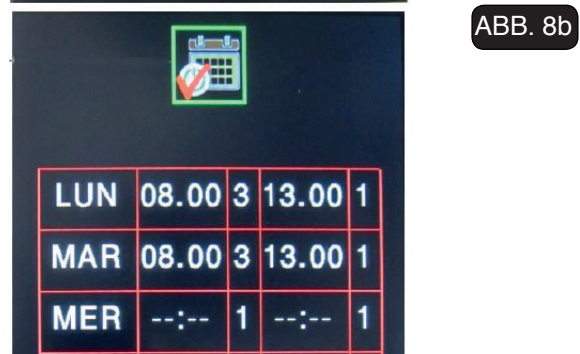 ABB. 8b
LUN 08.00 3 13.00 1
MAR 08.00 3 13.00 1
MER --:-- 1 --:-- 1